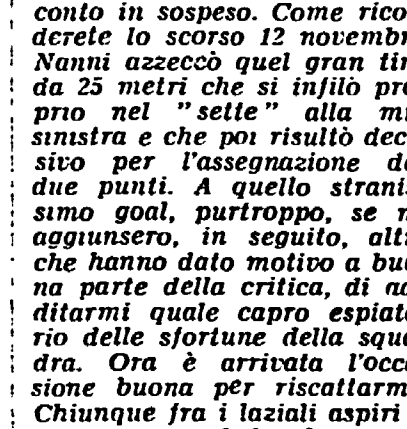 conto in sospeso. Come rico
derete lo scorso 12 novembr
Nanni azzeccò quel gran tir
da 25 metri che si infilò pro
prio nel "sette" alla mi
sinistra e che poi risultò deci
sivo per l'assegnazione de
due punti. A quello strani
simo goal, purtroppo, se n
aggiunsero, in seguito, alt
che hanno dato motivo a buo
na parte della critica, di ad
ditarmi quale capro espiato
rio delle sfortune della squa
dra. Ora è arrivata l'occa
sione buona per riscattarm
Chiunque fra i laziali aspiri